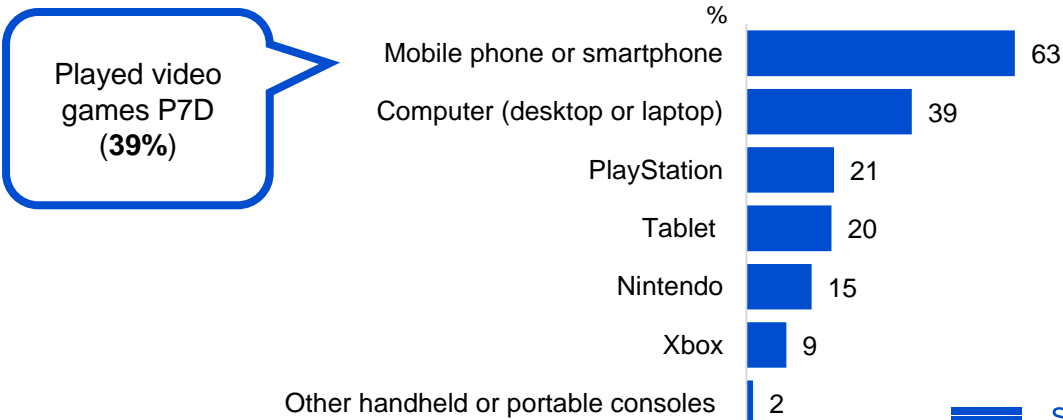 Played video
games P7D
(39%)
%
Mobile phone or smartphone 63
Computer (desktop or laptop) 39
PlayStation 21
Tablet 20
Nintendo 15
Xbox 9
Other handheld or portable consoles 2